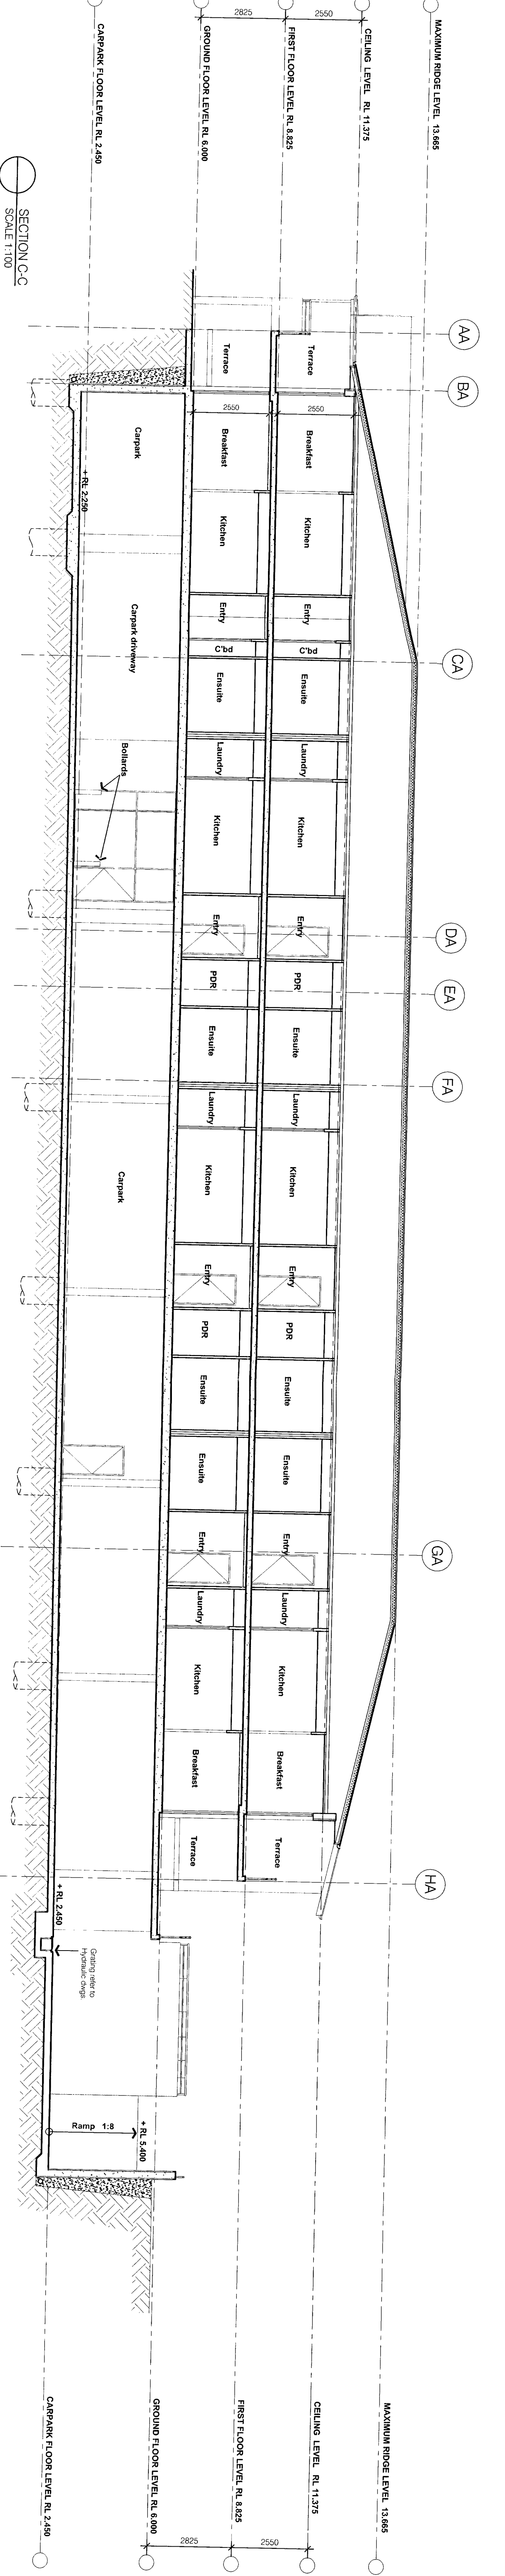 MAXIMUM RIDGE LEVEL 13.665
CEILING LEVEL RL 11.375
FIRST FLOOR LEVEL RL 8.825
GROUND FLOOR LEVEL RL 6.000
CARPARK FLOOR LEVEL RL 2.450
2550
2825
SECTION C-C
SCALE 1:100
AA
BA
CA
DA
EA
FA
GA
HA
Terrace
Breakfast
Kitchen
Entry
C'bd
Ensuite
Laundry
Kitchen
Entry
PDR
Ensuite
Laundry
Kitchen
Entry
PDR
Ensuite
Ensuite
Entry
Laundry
Kitchen
Breakfast
Terrace
2550
Terrace
Breakfast
Kitchen
Entry
C'bd
Ensuite
Laundry
Kitchen
Entry
PDR
Ensuite
Laundry
Kitchen
Entry
PDR
Ensuite
Ensuite
Entry
Laundry
Kitchen
Breakfast
Terrace
2550
Carpark
+ RL 2.250
Carpark driveway
Bollards
Carpark
+ RL 2.450
Grating refer to
Hydraulic dwgs
Ramp 1:8
+ RL 5.400
MAXIMUM RIDGE LEVEL 13.665
CEILING LEVEL RL 11.375
FIRST FLOOR LEVEL RL 8.825
GROUND FLOOR LEVEL RL 6.000
CARPARK FLOOR LEVEL RL 2.450
2550
2825